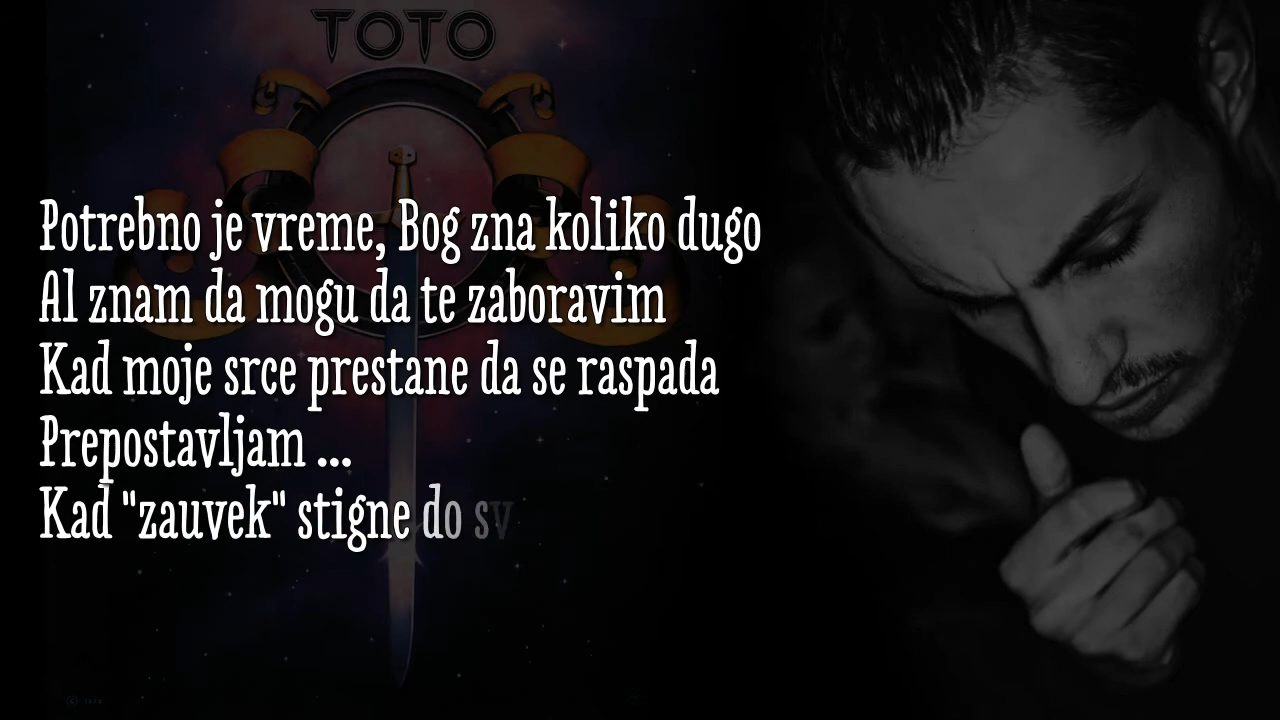 TOTO
Potrebno je vreme, Bog zna koliko dugo
Al znam da mogu da te zaboravim
Kad moje srce prestane da se raspada
Prepostavljam ...
Kad "zauvek" stigne do sv